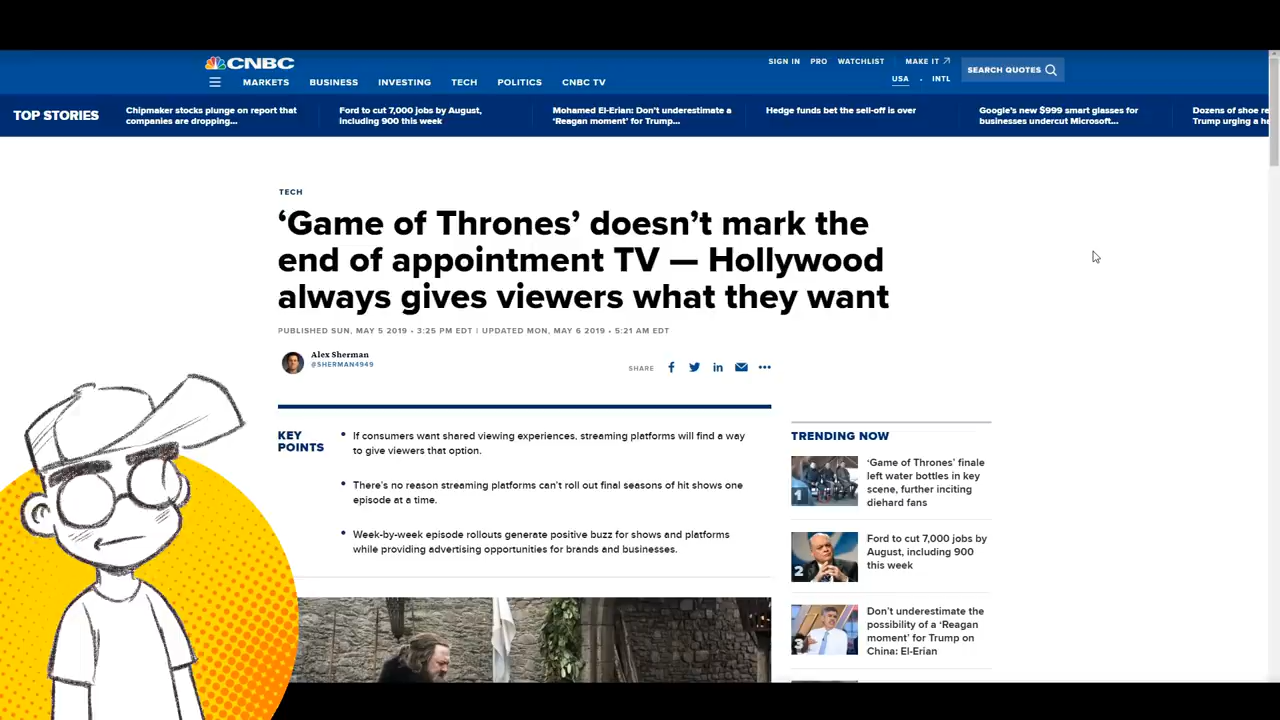 CNBC
SIGN IN PRO WATCHLIST MAKE IT
USA · INTL
SEARCH QUOTES
MARKETS BUSINESS INVESTING TECH POLITICS CNBC TV
TOP STORIES
Chipmaker stocks plunge on report that
companies are dropping...
Ford to cut 7,000 jobs by August,
including 900 this week
Mohamed El-Erian: Don't underestimate a
'Reagan moment' for Trump...
Hedge funds bet the sell-off is over
Google's new $999 smart glasses for
businesses undercut Microsoft...
Dozens of shoe re
Trump urging a ha
TECH
‘Game of Thrones’ doesn’t mark the
end of appointment TV — Hollywood
always gives viewers what they want
PUBLISHED SUN, MAY 5 2019 • 3:25 PM EDT | UPDATED MON, MAY 6 2019 • 5:21 AM EDT
Alex Sherman
@SHERMAN4949
SHARE
KEY
POINTS
• If consumers want shared viewing experiences, streaming platforms will find a way
to give viewers that option.
• There’s no reason streaming platforms can’t roll out final seasons of hit shows one
episode at a time.
• Week-by-week episode rollouts generate positive buzz for shows and platforms
while providing advertising opportunities for brands and businesses.
TRENDING NOW
1
‘Game of Thrones’ finale
left water bottles in key
scene, further inciting
diehard fans
2
Ford to cut 7,000 jobs by
August, including 900
this week
3
Don’t underestimate the
possibility of a ‘Reagan
moment’ for Trump on
China: El-Erian